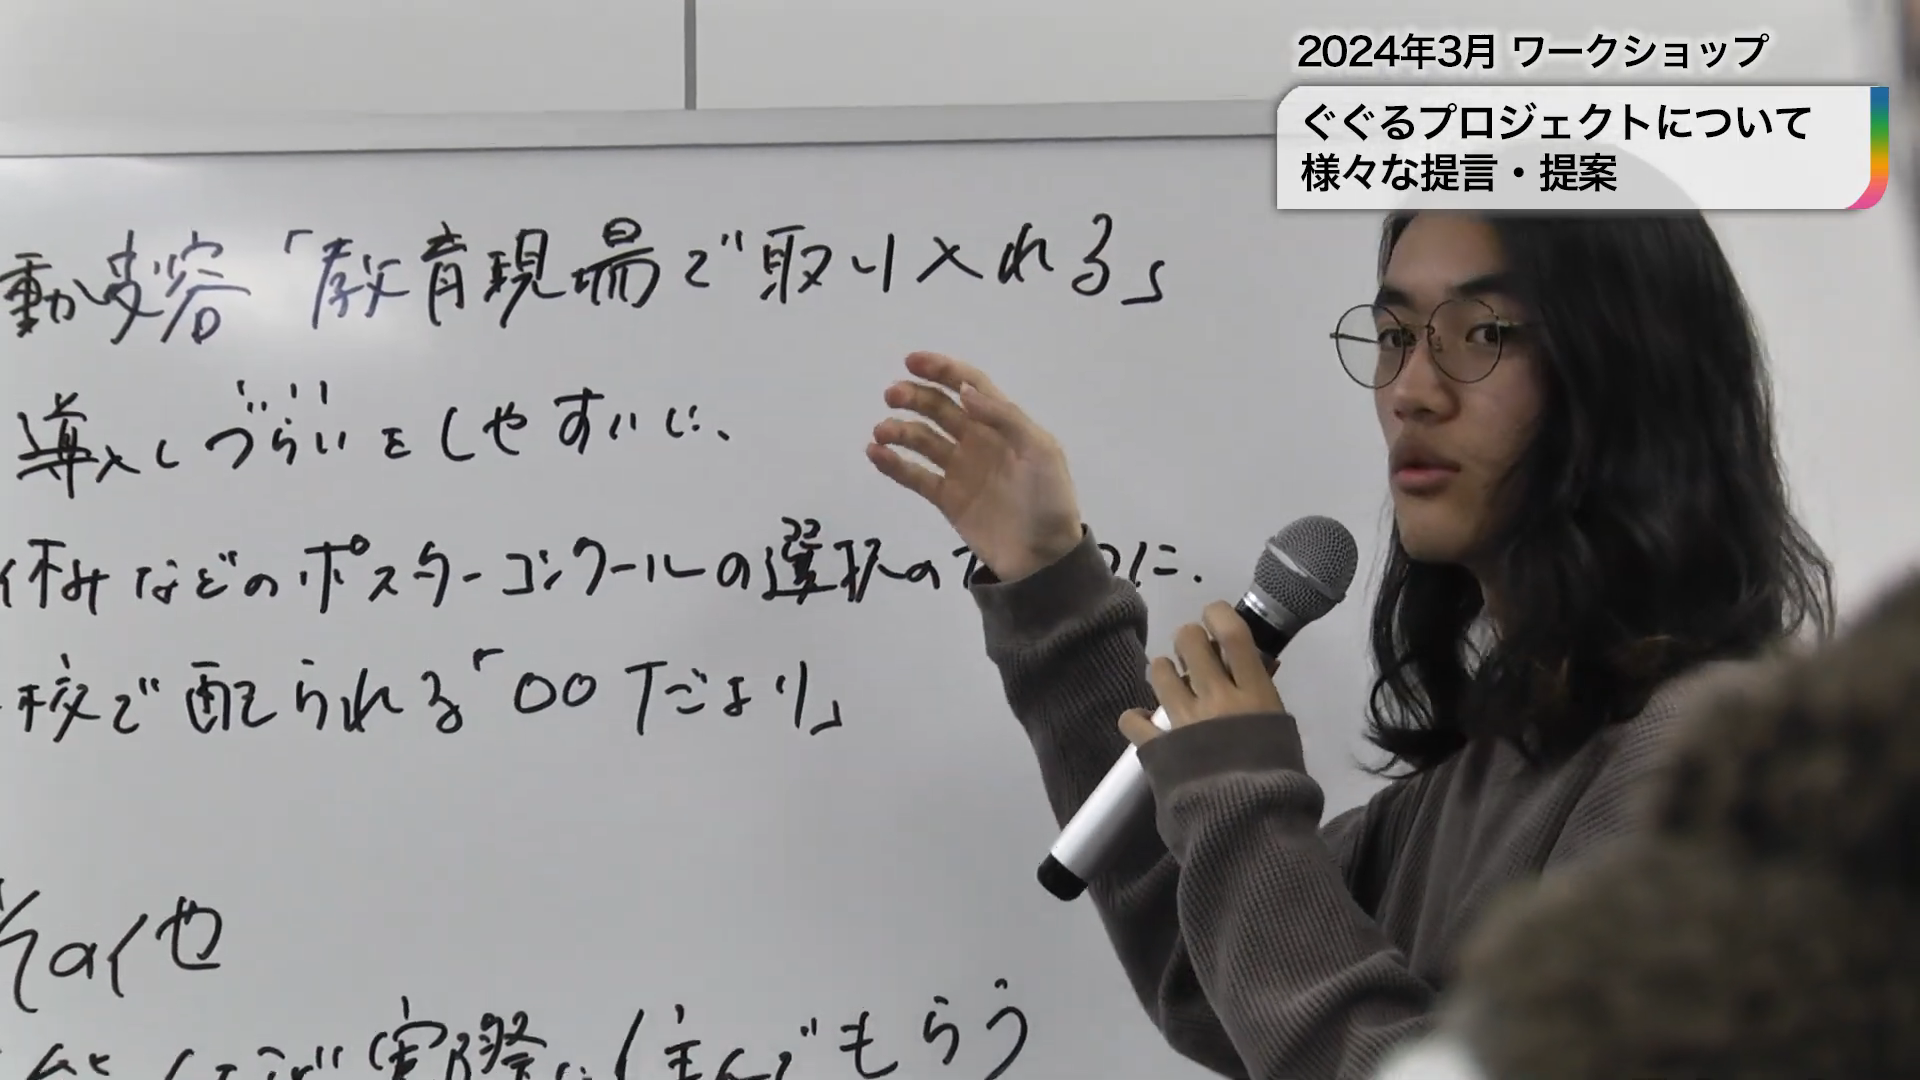 2024年3月 ワークショップ
ぐぐるプロジェクトについて
様々な提言・提案
動変容「教育現場で取り入れる」
導入しづらいをしやすいに、
休みなどのポスターコンクールの選択の
校で配られる「○○だより」
その他
実際に住んでもらう